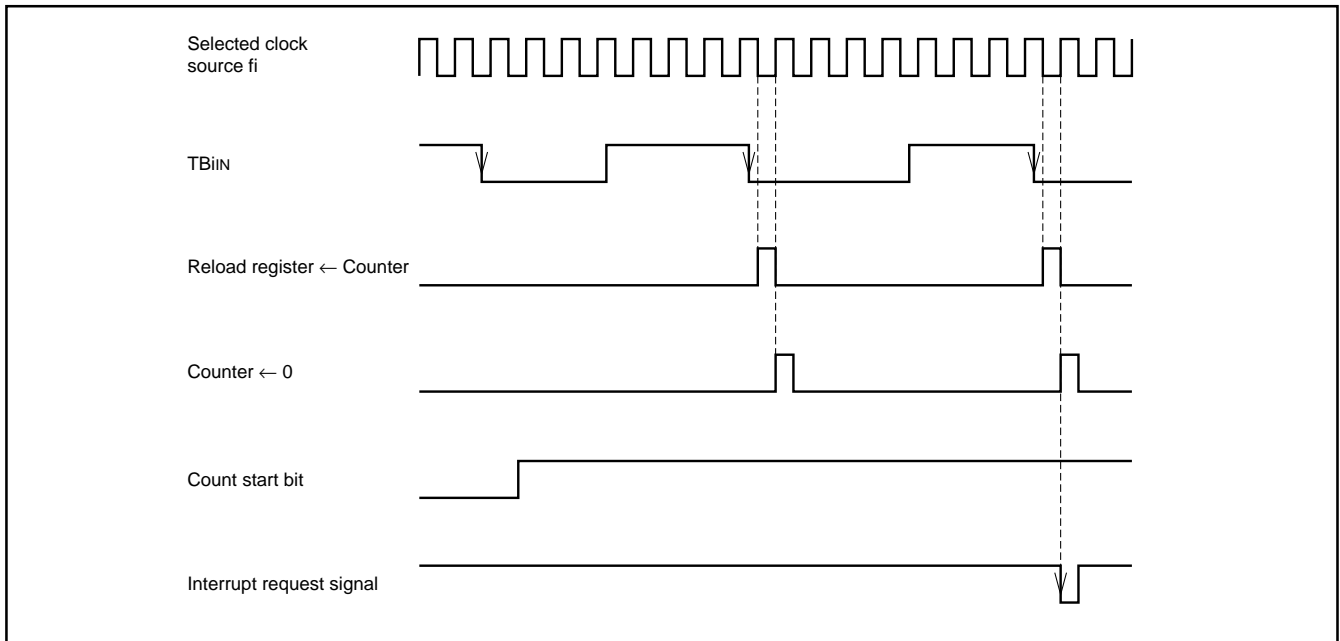 Selected clock
source fi
TBiIN
Reload register ← Counter
Counter ← 0
Count start bit
Interrupt request signal